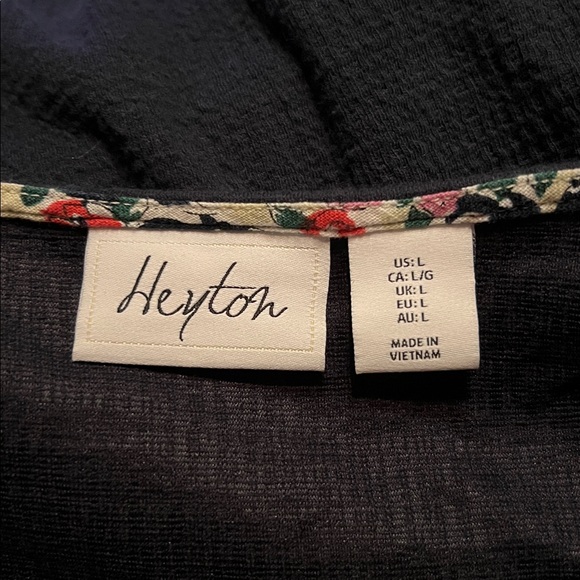 Heyton
US: L
CA: L/G
UK: L
EU: L
AU: L
MADE IN
VIETNAM